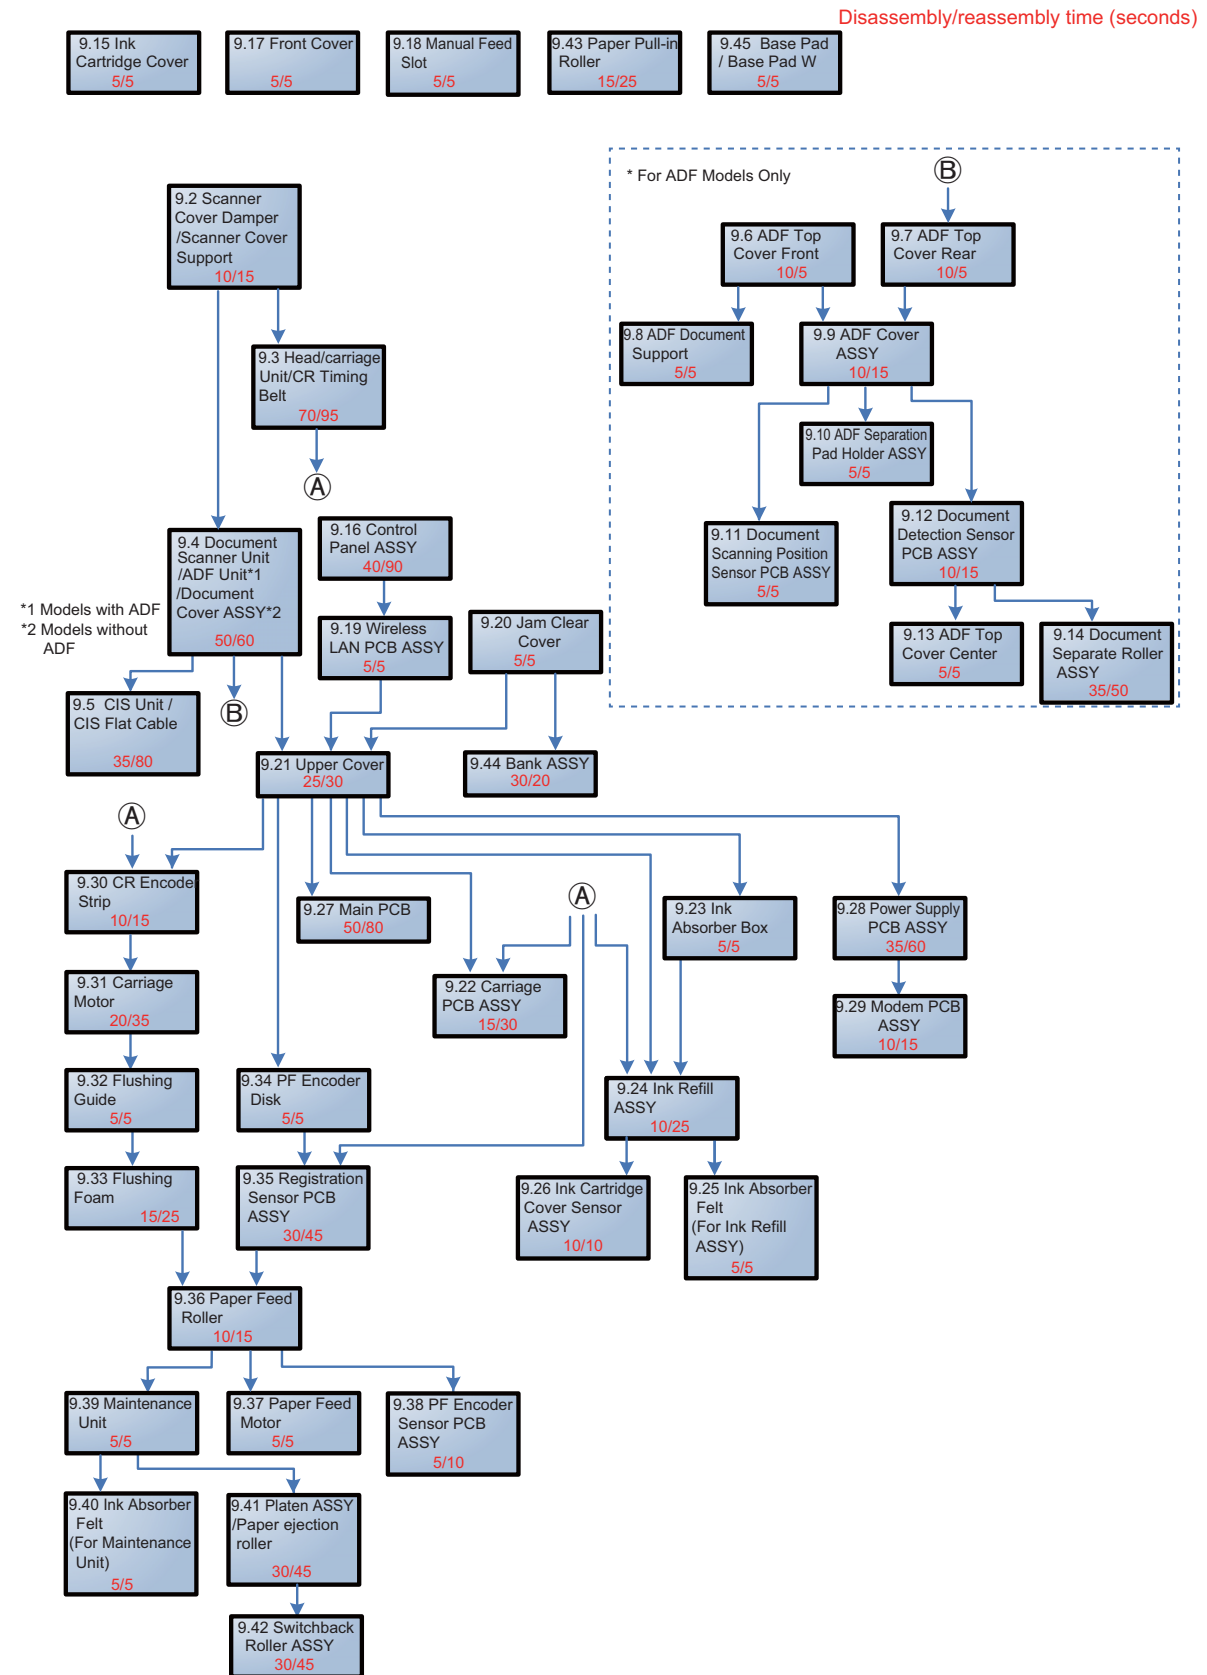 Disassembly/reassembly time (seconds)
9.15 Ink
Cartridge Cover
5/5
9.17 Front Cover
5/5
9.18 Manual Feed
Slot
5/5
9.43 Paper Pull-in
Roller
15/25
9.45 Base Pad
/ Base Pad W
5/5
* For ADF Models Only
B
9.2 Scanner
Cover Damper
/Scanner Cover
Support
10/15
9.6 ADF Top
Cover Front
10/5
9.7 ADF Top
Cover Rear
10/5
9.8 ADF Document
Support
5/5
9.9 ADF Cover
ASSY
10/15
9.3 Head/carriage
Unit/CR Timing
Belt
70/95
A
9.10 ADF Separation
Pad Holder ASSY
5/5
9.11 Document
Scanning Position
Sensor PCB ASSY
5/5
9.12 Document
Detection Sensor
PCB ASSY
10/15
9.13 ADF Top
Cover Center
5/5
9.14 Document
Separate Roller
ASSY
35/50
9.4 Document
Scanner Unit
/ADF Unit*1
/Document
Cover ASSY*2
50/60
*1 Models with ADF
*2 Models without
ADF
9.16 Control
Panel ASSY
40/90
9.19 Wireless
LAN PCB ASSY
5/5
9.20 Jam Clear
Cover
5/5
9.5 CIS Unit /
CIS Flat Cable
35/80
B
9.21 Upper Cover
25/30
9.44 Bank ASSY
30/20
A
9.30 CR Encoder
Strip
10/15
9.27 Main PCB
50/80
A
9.23 Ink
Absorber Box
5/5
9.28 Power Supply
PCB ASSY
35/60
9.31 Carriage
Motor
20/35
9.22 Carriage
PCB ASSY
15/30
9.29 Modem PCB
ASSY
10/15
9.32 Flushing
Guide
5/5
9.34 PF Encoder
Disk
5/5
9.24 Ink Refill
ASSY
10/25
9.33 Flushing
Foam
15/25
9.35 Registration
Sensor PCB
ASSY
30/45
9.26 Ink Cartridge
Cover Sensor
ASSY
10/10
9.25 Ink Absorber
Felt
(For Ink Refill
ASSY)
5/5
9.36 Paper Feed
Roller
10/15
9.39 Maintenance
Unit
5/5
9.37 Paper Feed
Motor
5/5
9.38 PF Encoder
Sensor PCB
ASSY
5/10
9.40 Ink Absorber
Felt
(For Maintenance
Unit)
5/5
9.41 Platen ASSY
/Paper ejection
roller
30/45
9.42 Switchback
Roller ASSY
30/45